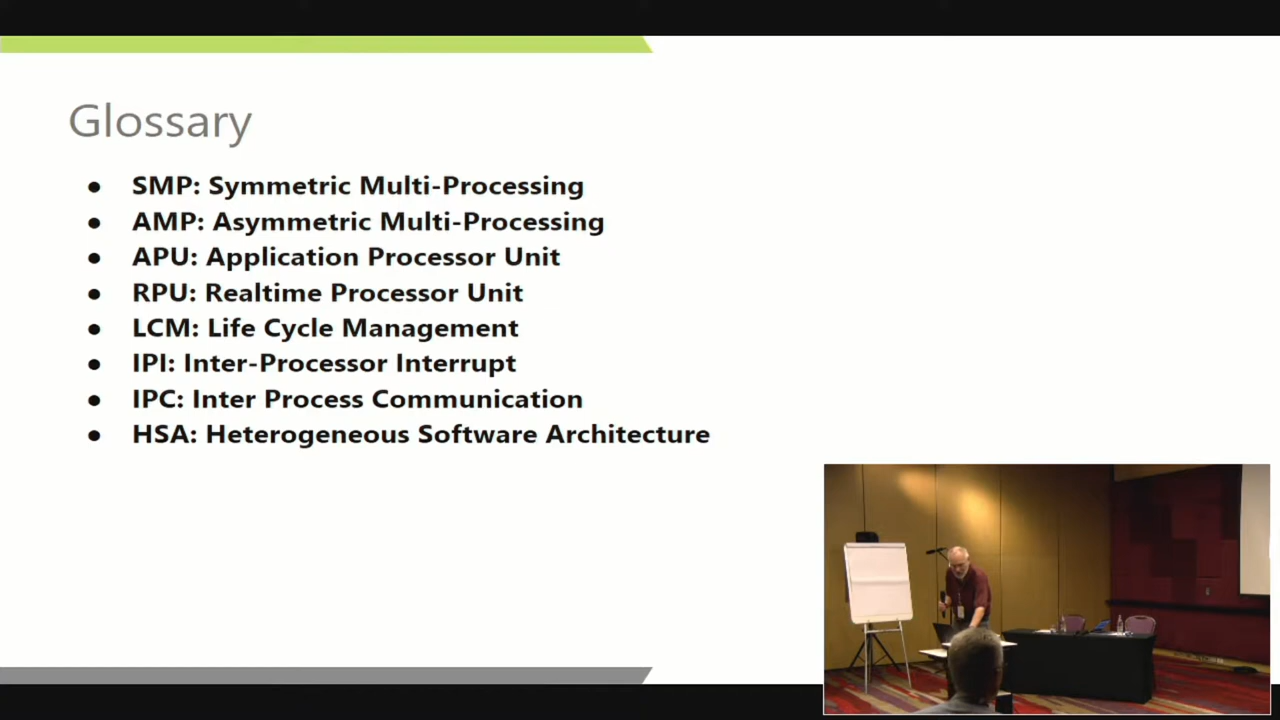 Glossary
● SMP: Symmetric Multi-Processing
● AMP: Asymmetric Multi-Processing
● APU: Application Processor Unit
● RPU: Realtime Processor Unit
● LCM: Life Cycle Management
● IPI: Inter-Processor Interrupt
● IPC: Inter Process Communication
● HSA: Heterogeneous Software Architecture